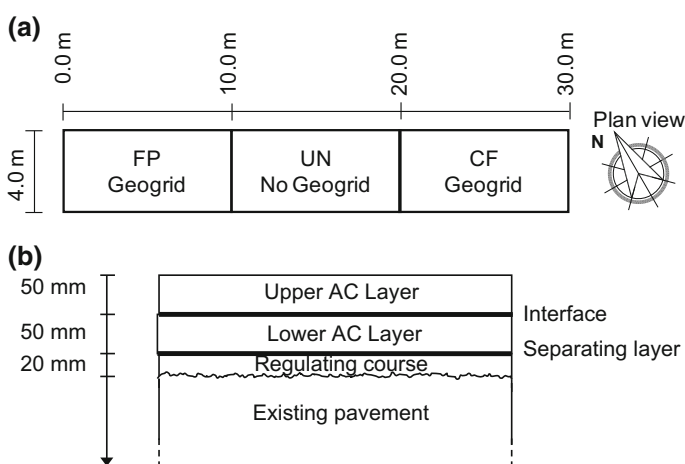 (a)
0.0 m
10.0 m
20.0 m
30.0 m
Plan view
N
4.0 m
FP
Geogrid
UN
No Geogrid
CF
Geogrid
(b)
50 mm
Upper AC Layer
Interface
50 mm
Lower AC Layer
Separating layer
20 mm
Regulating course
Existing pavement